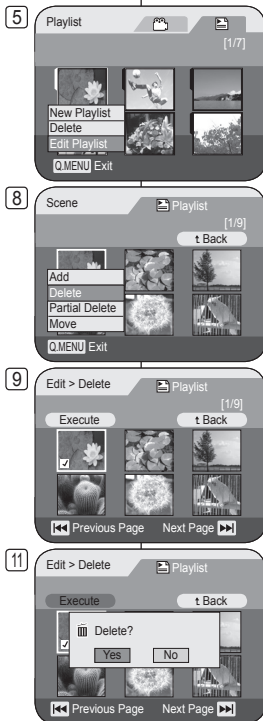 5
Playlist
[1/7]
New Playlist
Delete
Edit Playlist
Q.MENU Exit
8
Scene
Playlist
[1/9]
t Back
Add
Delete
Partial Delete
Move
Q.MENU Exit
9
Edit > Delete
Playlist
[1/9]
Execute
t Back
Previous Page Next Page
11
Edit > Delete
Playlist
Execute
t Back
Delete?
Yes No
Previous Page Next Page